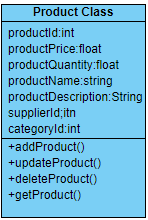 Product Class
productId:int
productPrice:float
productQuantity:float
productName:string
productDescription:String
supplierId;itn
categoryId:int
+addProduct()
+updateProduct()
+deleteProduct()
+getProduct()